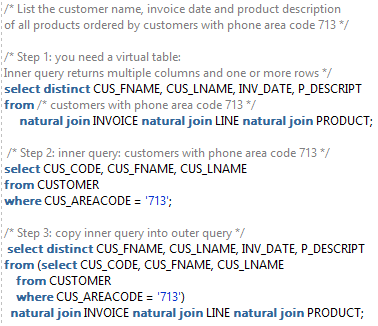 /* List the customer name, invoice date and product description
of all products ordered by customers with phone area code 713 */
/* Step 1: you need a virtual table:
Inner query returns multiple columns and one or more rows */
select distinct CUS_FNAME, CUS_LNAME, INV_DATE, P_DESCRIPT
from /* customers with phone area code 713 */
natural join INVOICE natural join LINE natural join PRODUCT;
/* Step 2: inner query: customers with phone area code 713 */
select CUS_CODE, CUS_FNAME, CUS_LNAME
from CUSTOMER
where CUS_AREACODE = '713';
/* Step 3: copy inner query into outer query */
select distinct CUS_FNAME, CUS_LNAME, INV_DATE, P_DESCRIPT
from (select CUS_CODE, CUS_FNAME, CUS_LNAME
from CUSTOMER
where CUS_AREACODE = '713')
natural join INVOICE natural join LINE natural join PRODUCT;